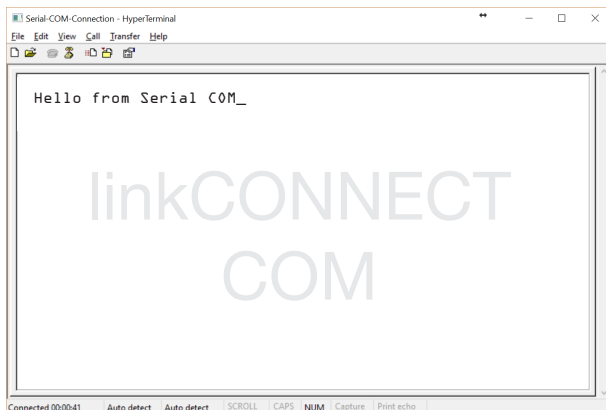 Serial-COM-Connection - HyperTerminal
File Edit View Call Transfer Help
Hello from Serial COM_
linkCONNECT
COM
Connected 00:00:41 Auto detect Auto detect SCROLL CAPS NUM Capture Print echo